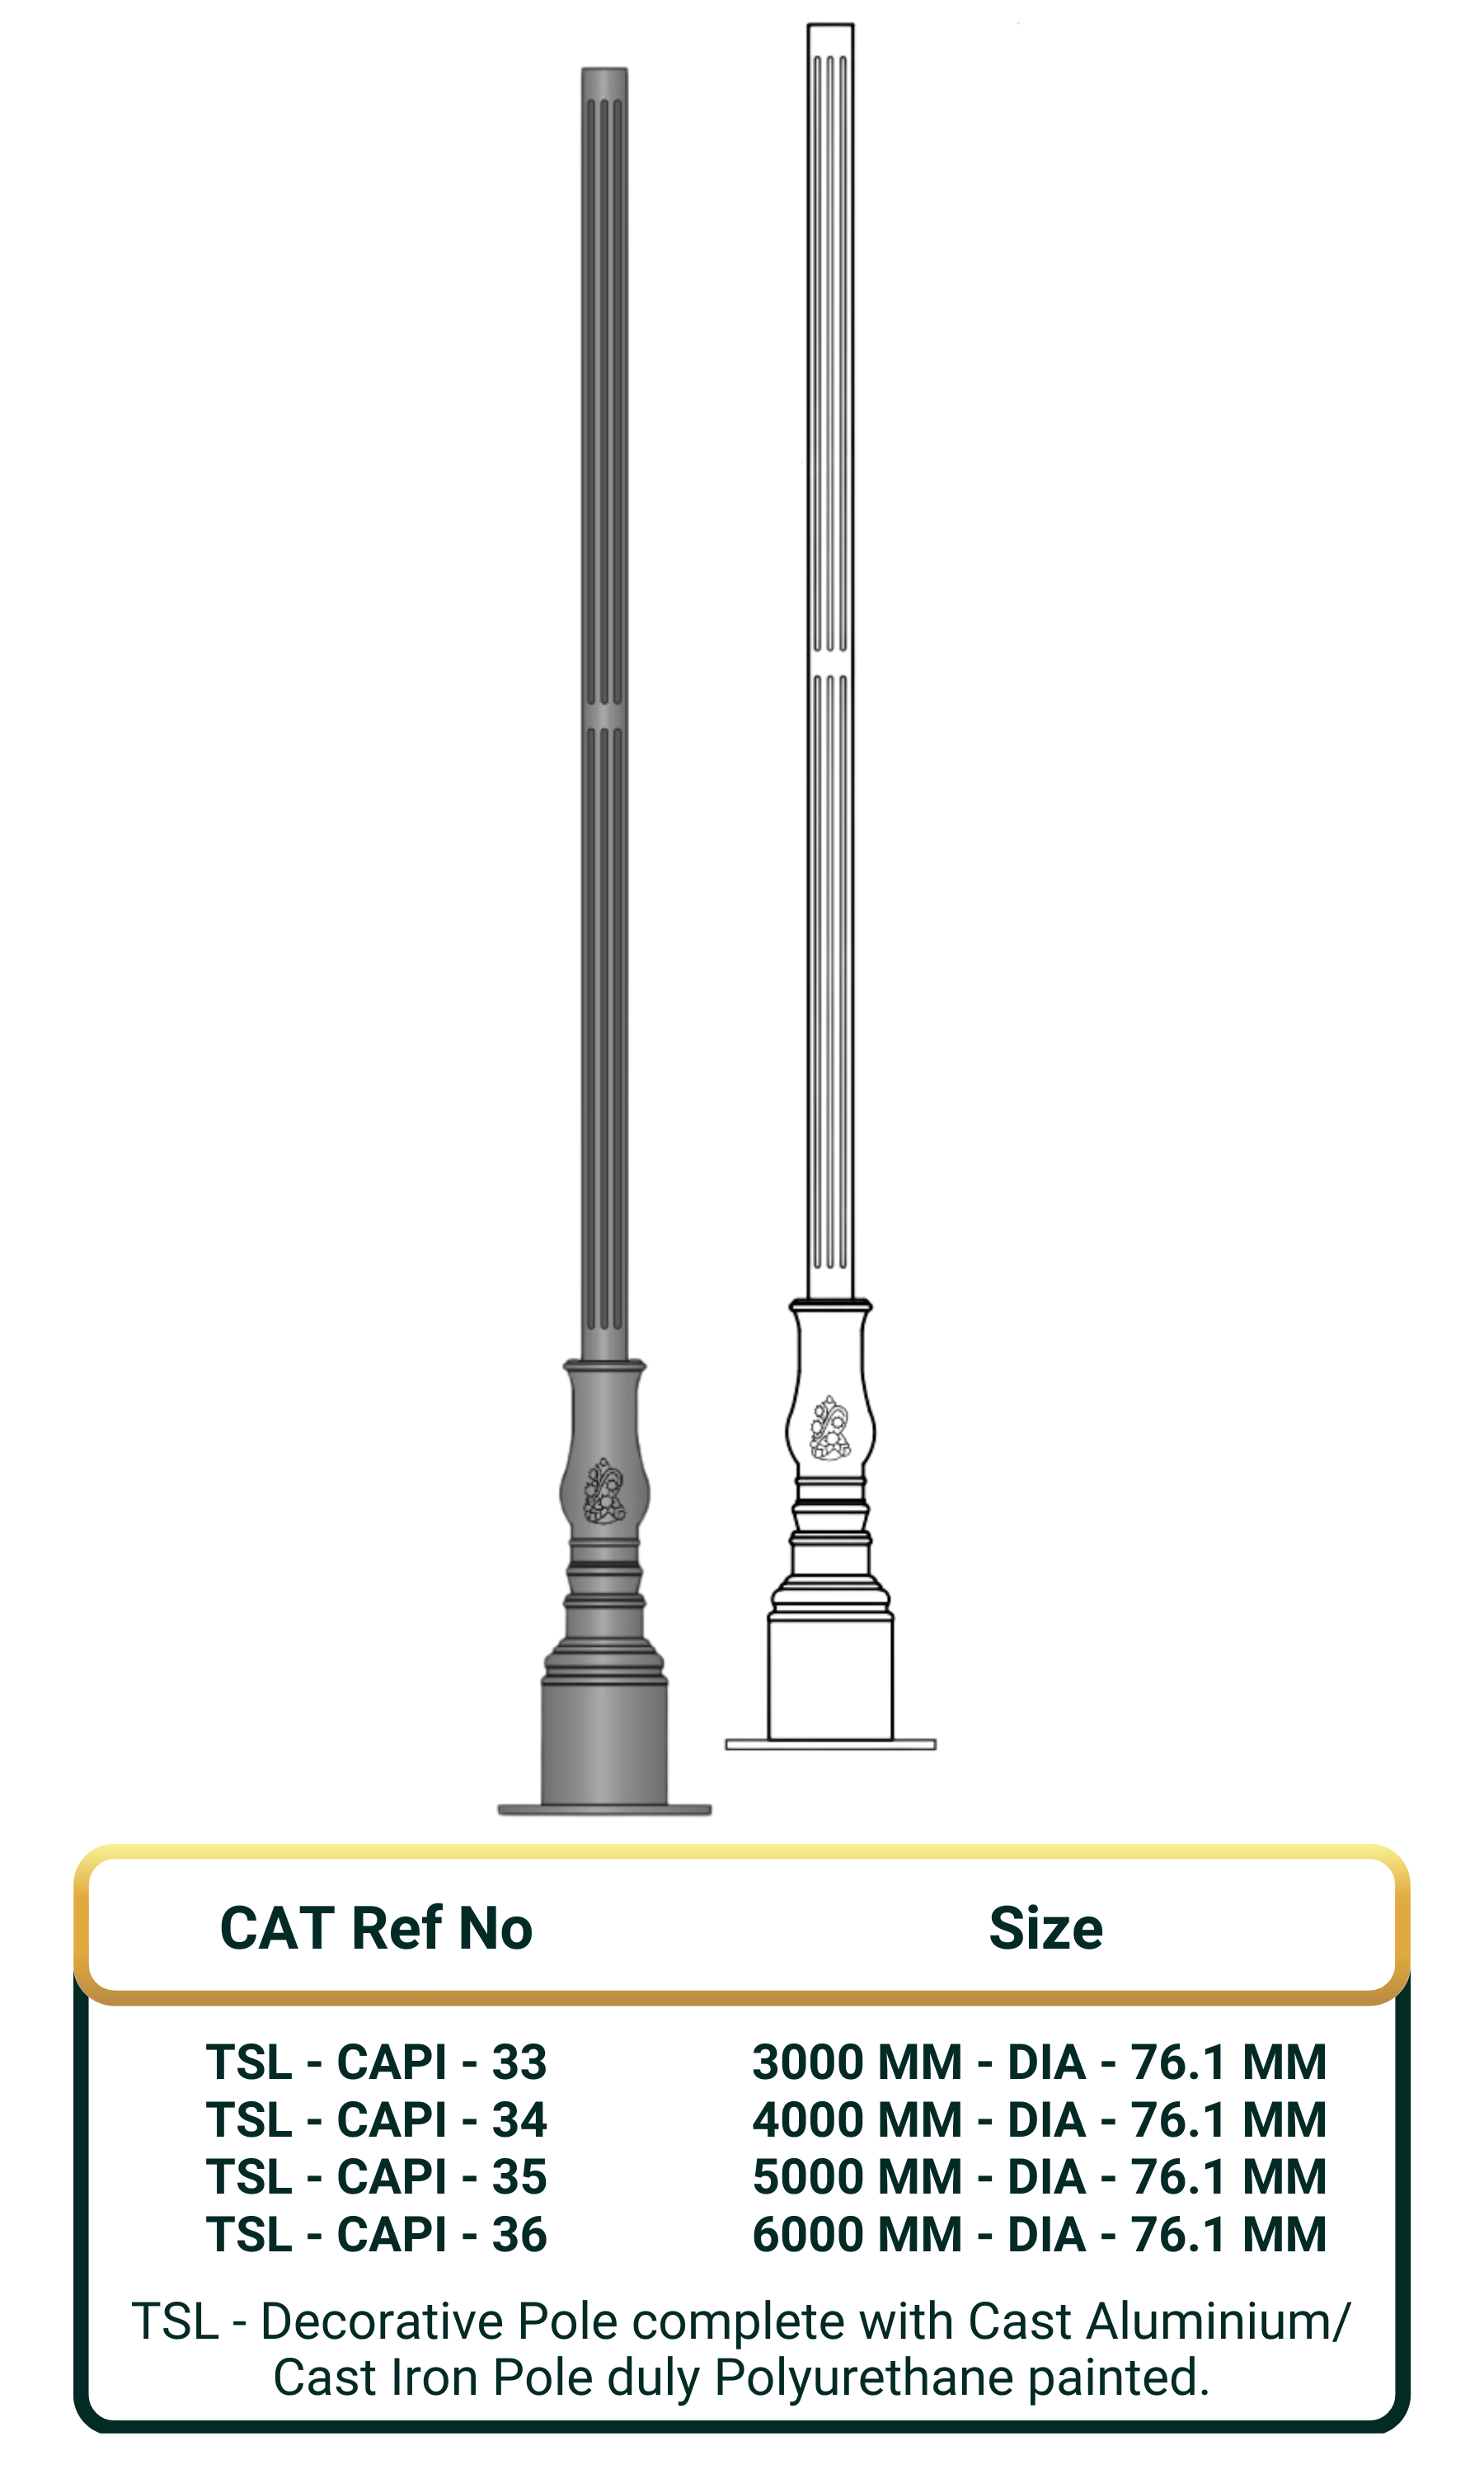 CAT Ref No Size
TSL - CAPI - 33 3000 MM - DIA - 76.1 MM
TSL - CAPI - 34 4000 MM - DIA - 76.1 MM
TSL - CAPI - 35 5000 MM - DIA - 76.1 MM
TSL - CAPI - 36 6000 MM - DIA - 76.1 MM
TSL - Decorative Pole complete with Cast Aluminium/
Cast Iron Pole duly Polyurethane painted.